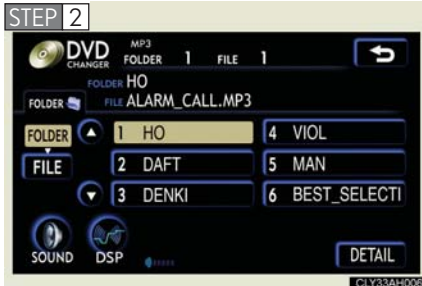 STEP 2
DVD CHANGER
MP3
FOLDER 1 FILE 1
FOLDER HO
FILE ALARM_CALL.MP3
FOLDER
FOLDER
FILE
1 HO
2 DAFT
3 DENKI
4 VIOL
5 MAN
6 BEST_SELECTI
SOUND
DSP
DETAIL
CLY33AH006